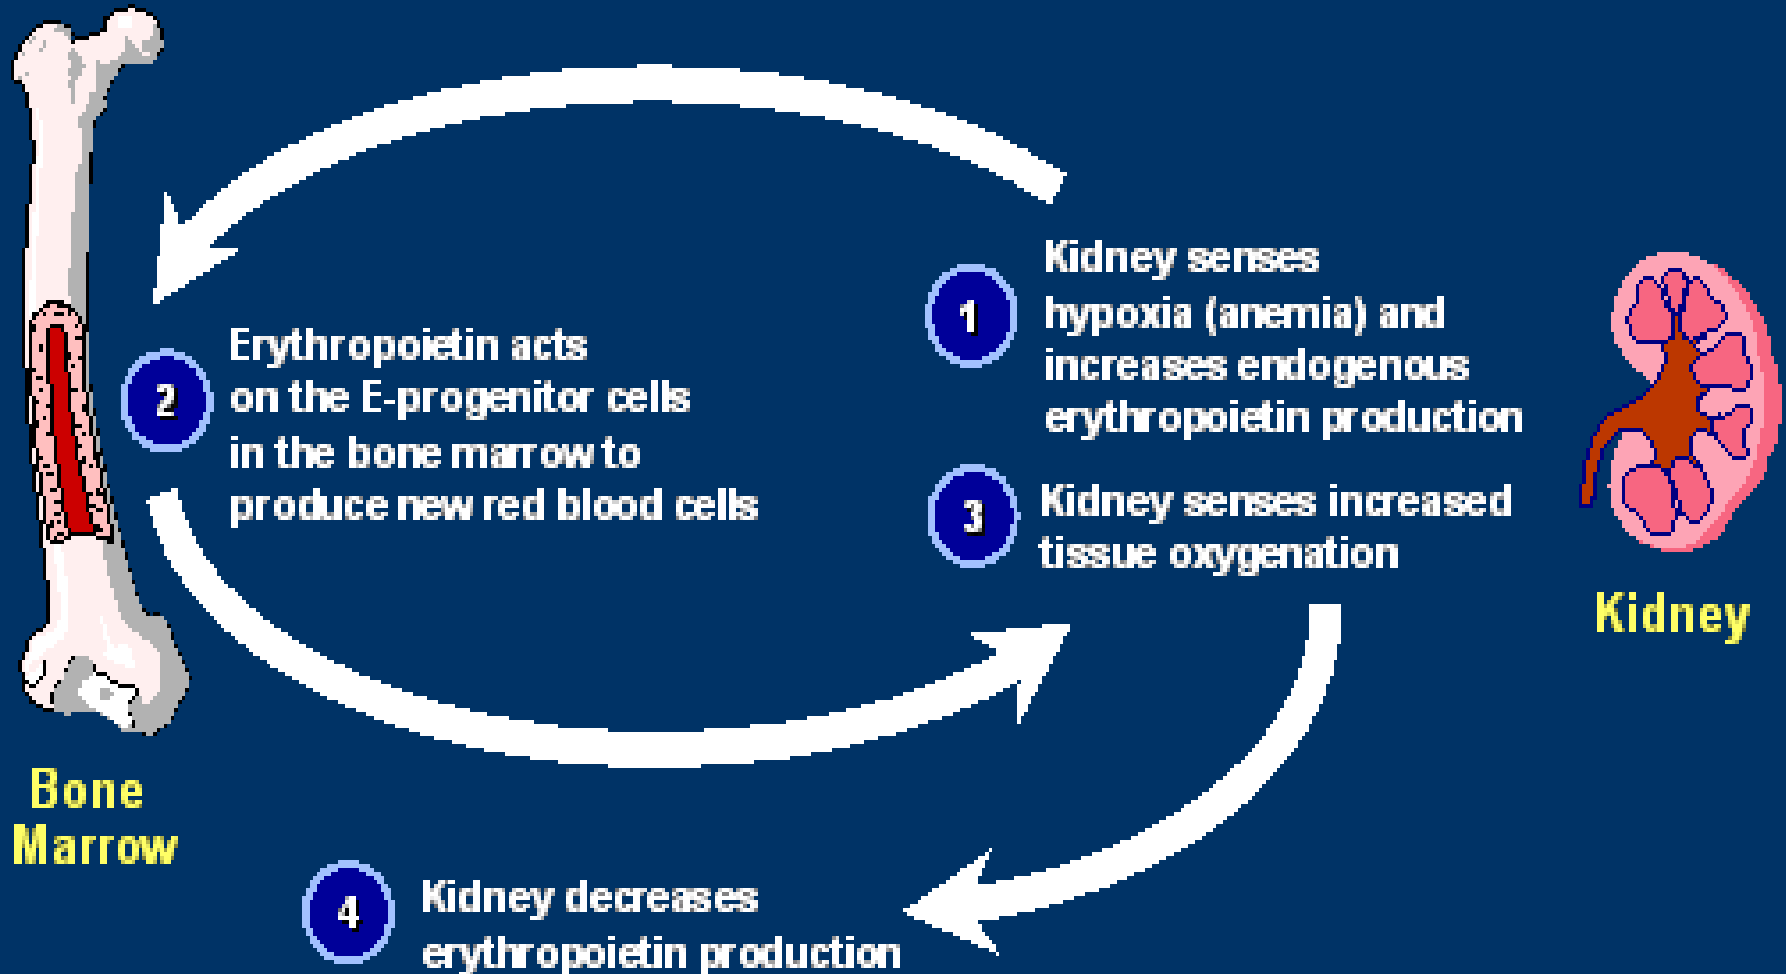 1
Kidney senses
hypoxia (anemia) and
increases endogenous
erythropoietin production
2
Erythropoietin acts
on the E-progenitor cells
in the bone marrow to
produce new red blood cells
3
Kidney senses increased
tissue oxygenation
Kidney
Bone
Marrow
4
Kidney decreases
erythropoietin production